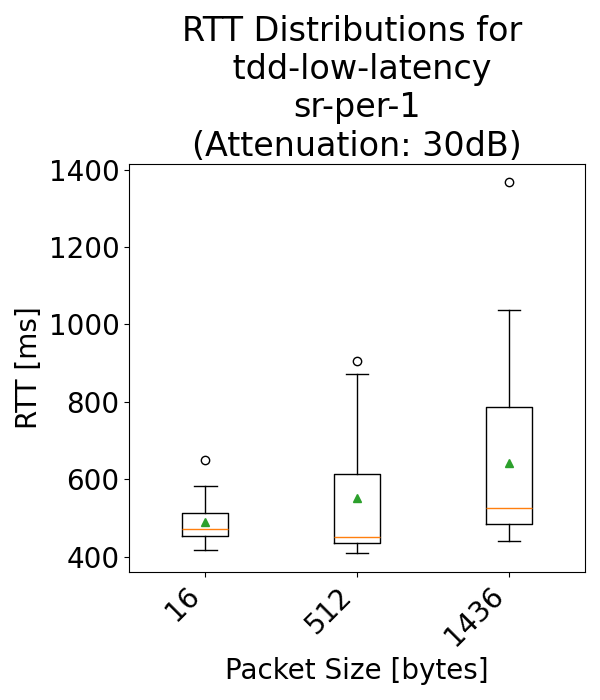 RTT Distributions for
tdd-low-latency
sr-per-1
(Attenuation: 30dB)
1400
1200
1000
800
600
400
RTT [ms]
16
512
1436
Packet Size [bytes]